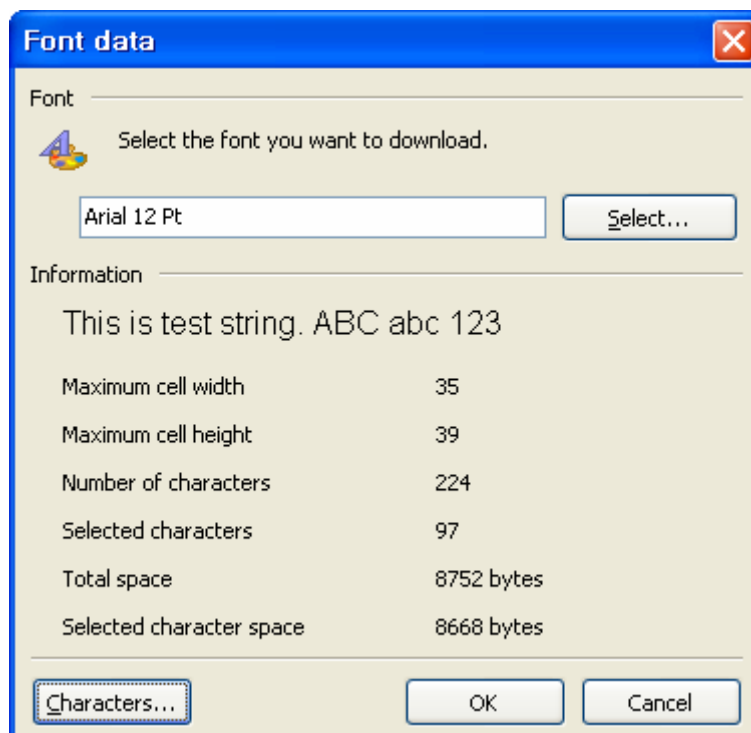 Font data
Font
Select the font you want to download.
Arial 12 Pt
Select...
Information
This is test string. ABC abc 123
Maximum cell width 35
Maximum cell height 39
Number of characters 224
Selected characters 97
Total space 8752 bytes
Selected character space 8668 bytes
Characters... OK Cancel